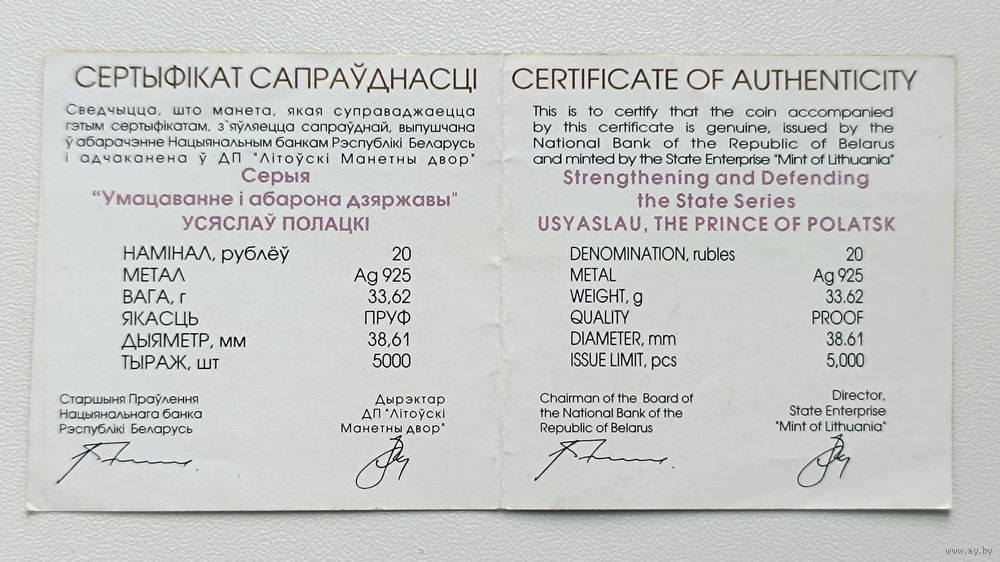 СЕРТЫФІКАТ САПРАЎДНАСЦІ
Сведчыцца, што манета, якая суправаджаецца
гэтым сертыфікатам, з`яўляецца сапраўднай, выпушчана
ў абарачэнне Нацыянальным банкам Рэспублікі Беларусь
і адчаканена ў ДП "Літоўскі Манетны двор"
Серыя
"Умацаванне і абарона дзяржавы"
УСЯСЛАЎ ПОЛАЦКІ
НАМІНАЛ, рублёў 20
МЕТАЛ Ag 925
ВАГА, г 33,62
ЯКАСЦЬ ПРУФ
ДЫЯМЕТР, мм 38,61
ТЫРАЖ, шт 5000
Старшыня Праўлення
Нацыянальнага банка
Рэспублікі Беларусь
Дырэктар
ДП "Літоўскі
Манетны двор"
CERTIFICATE OF AUTHENTICITY
This is to certify that the coin accompanied
by this certificate is genuine, issued by the
National Bank of the Republic of Belarus
and minted by the State Enterprise "Mint of Lithuania"
Strengthening and Defending
the State Series
USYASLAU, THE PRINCE OF POLATSK
DENOMINATION, rubles 20
METAL Ag 925
WEIGHT, g 33.62
QUALITY PROOF
DIAMETER, mm 38.61
ISSUE LIMIT, pcs 5,000
Chairman of the Board of
the National Bank of the
Republic of Belarus
Director,
State Enterprise
"Mint of Lithuania"
www.ay.by